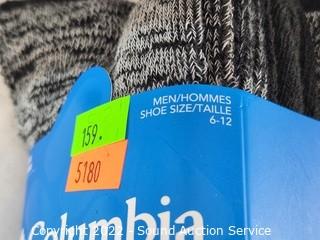 MEN/HOMMES
SHOE SIZE/TAILLE
6-12
159.
5180
Columbia
Copyright 2022 - Sound Auction Service